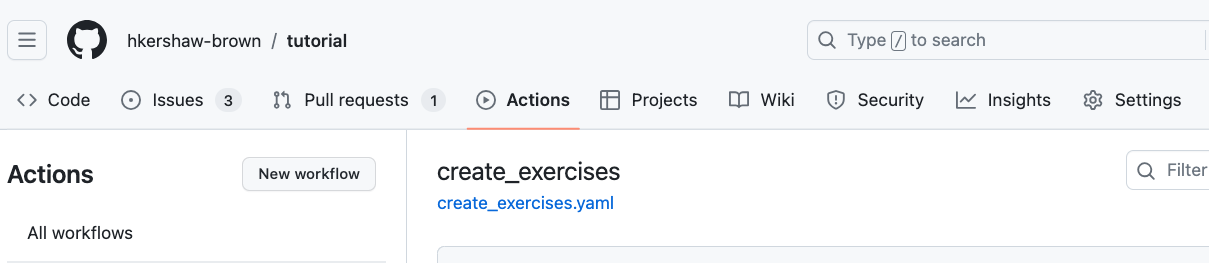 hkershaw-brown / tutorial
Type / to search
Code Issues 3 Pull requests 1 Actions Projects Wiki Security Insights Settings
Actions
New workflow
All workflows
create_exercises
create_exercises.yaml
Filter